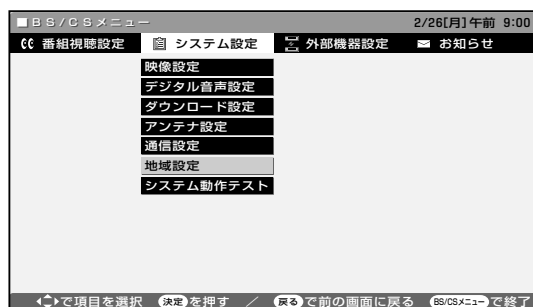 ■BS/CSメニュー 2/26[月]午前 9:00
番組視聴設定 システム設定 外部機器設定 お知らせ
映像設定
デジタル音声設定
ダウンロード設定
アンテナ設定
通信設定
地域設定
システム動作テスト
で項目を選択 決定を押す / 戻るで前の画面に戻る BS/CSメニューで終了